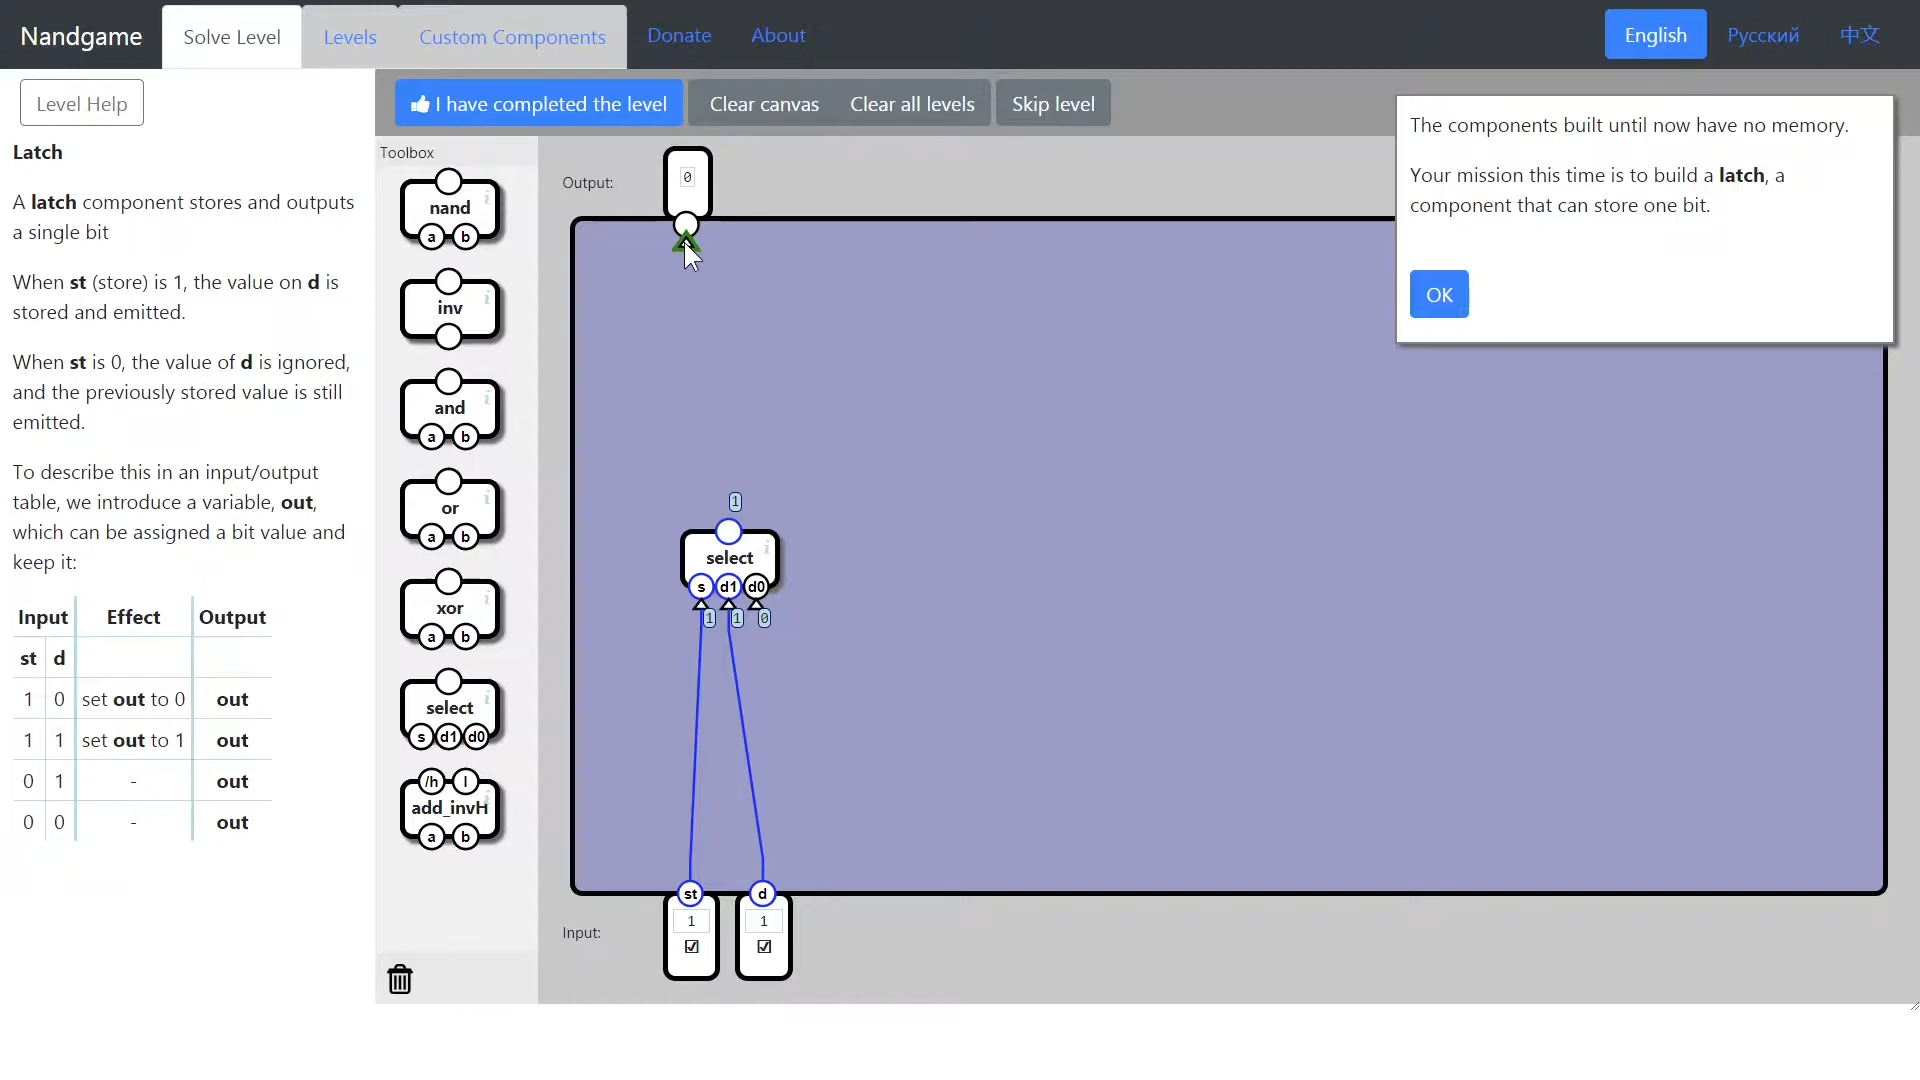 Nandgame
Solve Level
Levels
Custom Components
Donate
About
English
Русский
中文
Level Help
I have completed the level
Clear canvas
Clear all levels
Skip level
Latch
A latch component stores and outputs
a single bit
When st (store) is 1, the value on d is
stored and emitted.
When st is 0, the value of d is ignored,
and the previously stored value is still
emitted.
To describe this in an input/output
table, we introduce a variable, out,
which can be assigned a bit value and
keep it:
Input Effect Output
st d
1 0 set out to 0 out
1 1 set out to 1 out
0 1 - out
0 0 - out
Toolbox
nand
a b
inv
and
a b
or
a b
xor
a b
select
s d1 d0
/h l
add_invH
a b
Output:
0
1
select
s d1 d0
1 1 0
st d
Input:
1 1
The components built until now have no memory.
Your mission this time is to build a latch, a
component that can store one bit.
OK